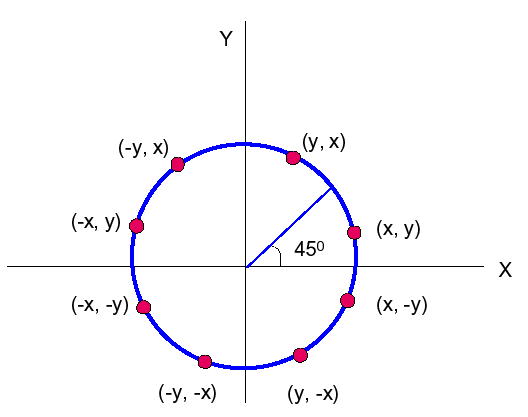 Y
(-y, x)
(y, x)
(-x, y)
(x, y)
45⁰
X
(-x, -y)
(x, -y)
(-y, -x)
(y, -x)